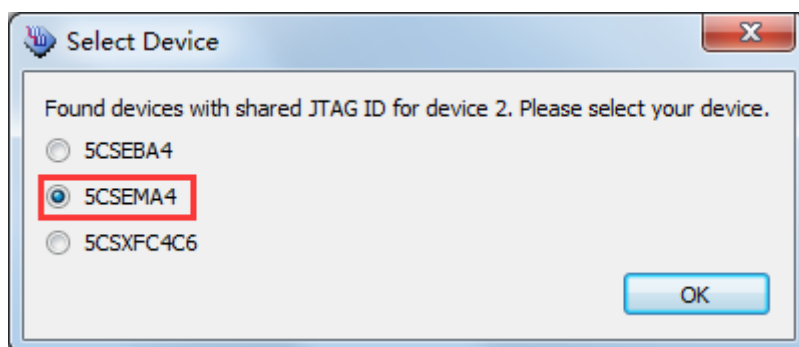 Select Device
Found devices with shared JTAG ID for device 2. Please select your device.
5CSEBA4
5CSEMA4
5CSXFC4C6
OK